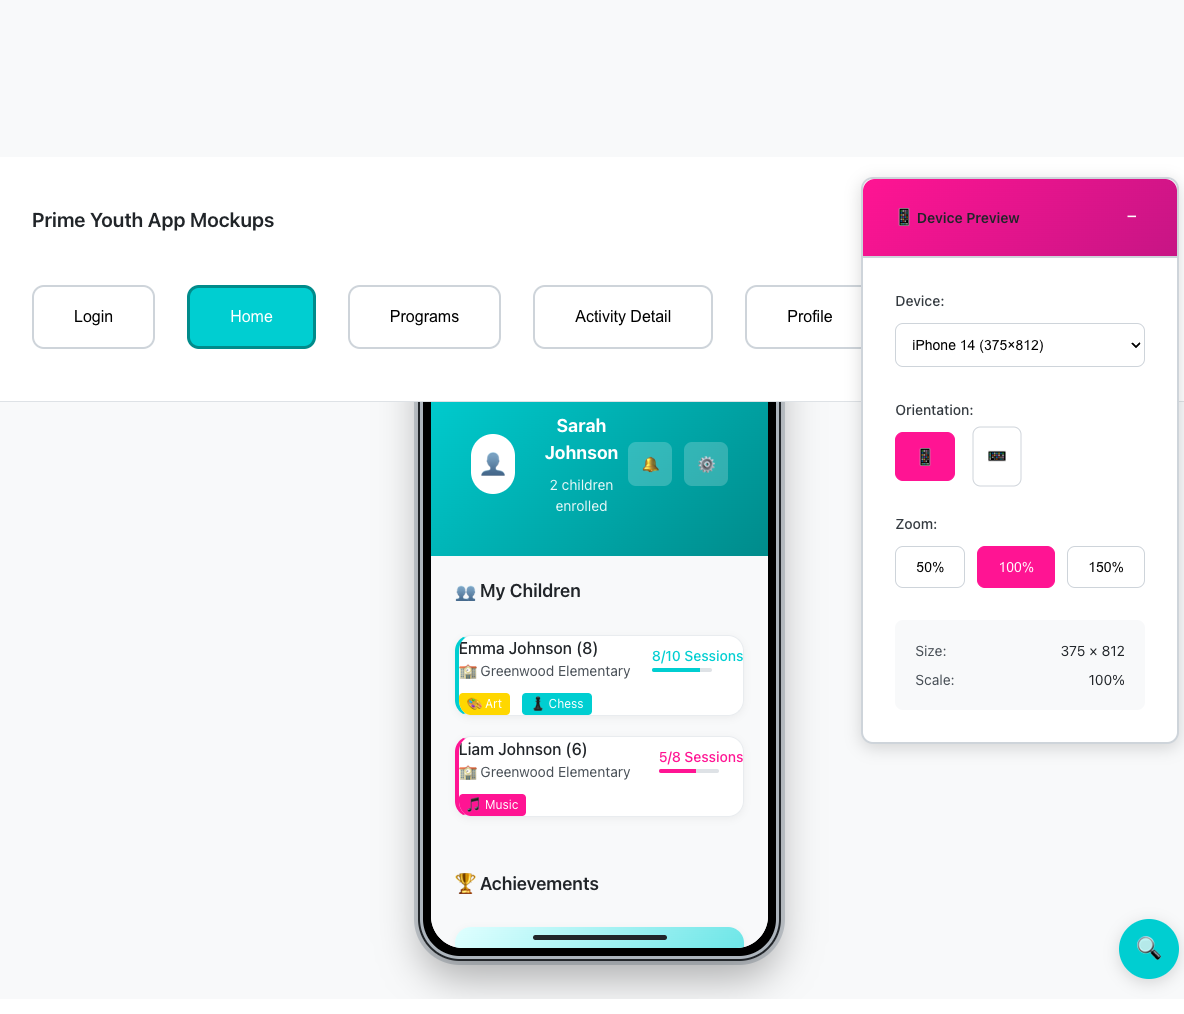 Prime Youth App Mockups
Login
Home
Programs
Activity Detail
Profile
Device Preview
−
Device:
iPhone 14 (375×812)
Orientation:
Zoom:
50%
100%
150%
Size:
375 × 812
Scale:
100%
Sarah
Johnson
2 children
enrolled
My Children
Emma Johnson (8)
8/10 Sessions
Greenwood Elementary
Art
Chess
Liam Johnson (6)
5/8 Sessions
Greenwood Elementary
Music
Achievements